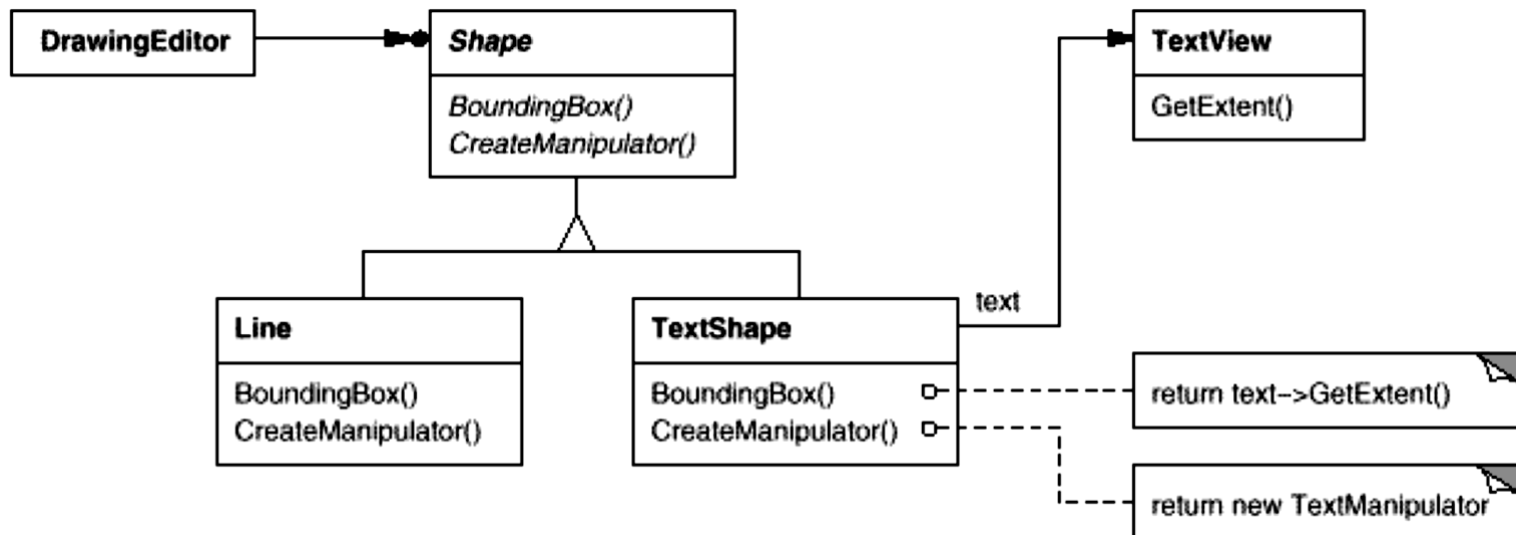 DrawingEditor
Shape
BoundingBox()
CreateManipulator()
TextView
GetExtent()
Line
BoundingBox()
CreateManipulator()
TextShape
BoundingBox()
CreateManipulator()
text
return text->GetExtent()
return new TextManipulator